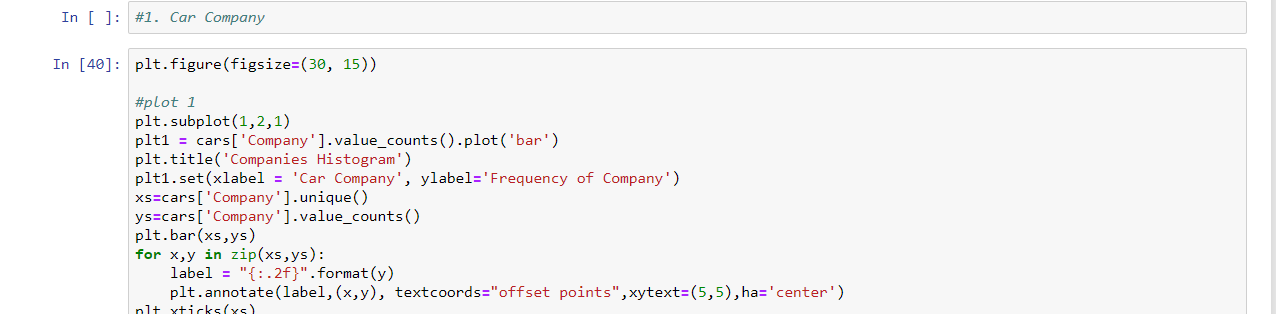 In [ ]: #1. Car Company
In [40]: plt.figure(figsize=(30, 15))
#plot 1
plt.subplot(1,2,1)
plt1 = cars['Company'].value_counts().plot('bar')
plt.title('Companies Histogram')
plt1.set(xlabel = 'Car Company', ylabel='Frequency of Company')
xs=cars['Company'].unique()
ys=cars['Company'].value_counts()
plt.bar(xs,ys)
for x,y in zip(xs,ys):
    label = "{:.2f}".format(y)
    plt.annotate(label,(x,y), textcoords="offset points",xytext=(5,5),ha='center')
plt.xticks(xs)